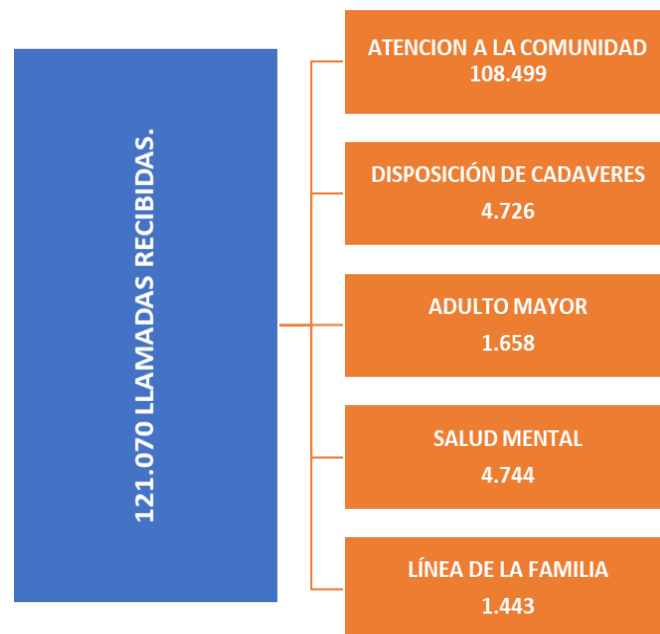 121.070 LLAMADAS RECIBIDAS.
ATENCION A LA COMUNIDAD
108.499
DISPOSICIÓN DE CADAVERES
4.726
ADULTO MAYOR
1.658
SALUD MENTAL
4.744
LÍNEA DE LA FAMILIA
1.443